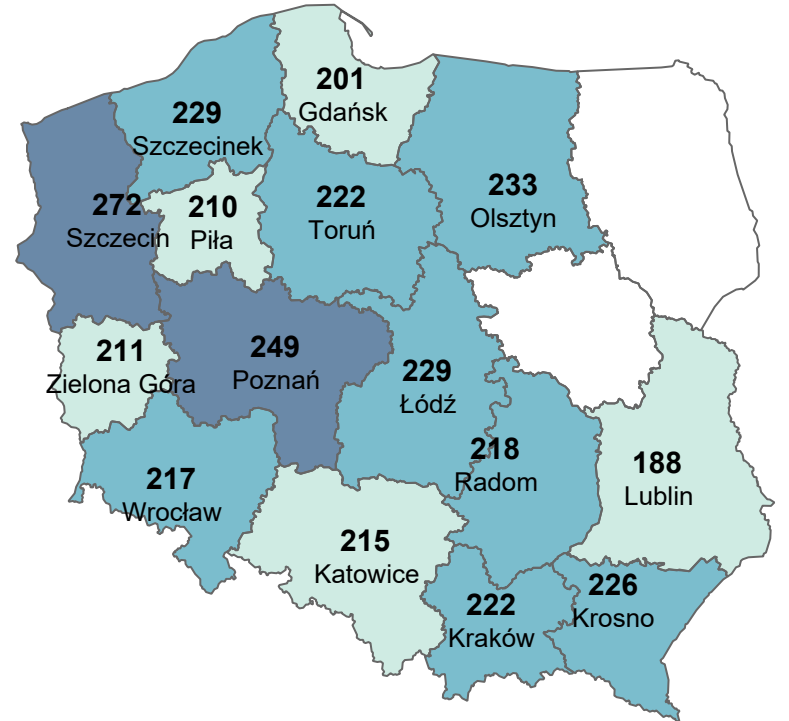 201
Gdańsk
229
Szczecinek
233
Olsztyn
222
Toruń
272
Szczecin
210
Piła
211
Zielona Góra
249
Poznań
229
Łódź
218
Radom
188
Lublin
217
Wrocław
215
Katowice
222
Kraków
226
Krosno